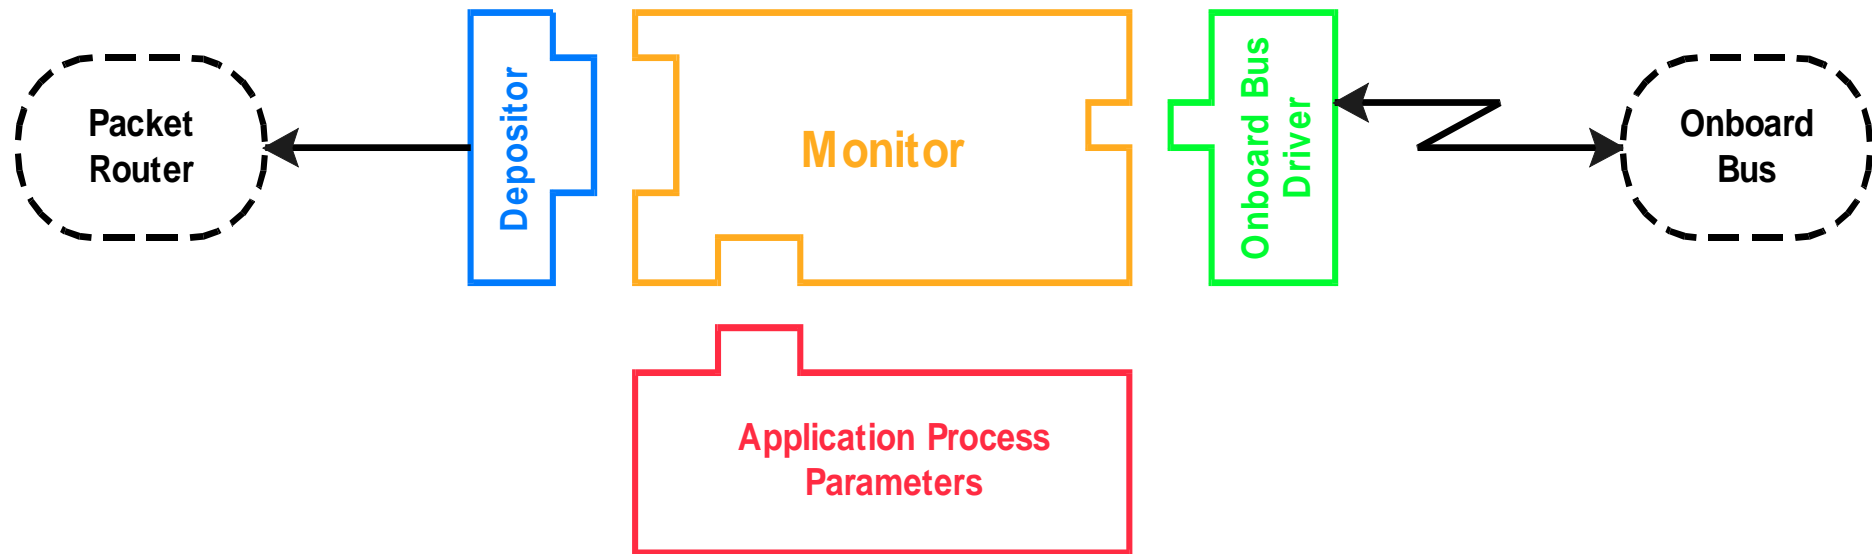 Packet
Router
Depositor
Monitor
Onboard Bus
Driver
Onboard
Bus
Application Process
Parameters